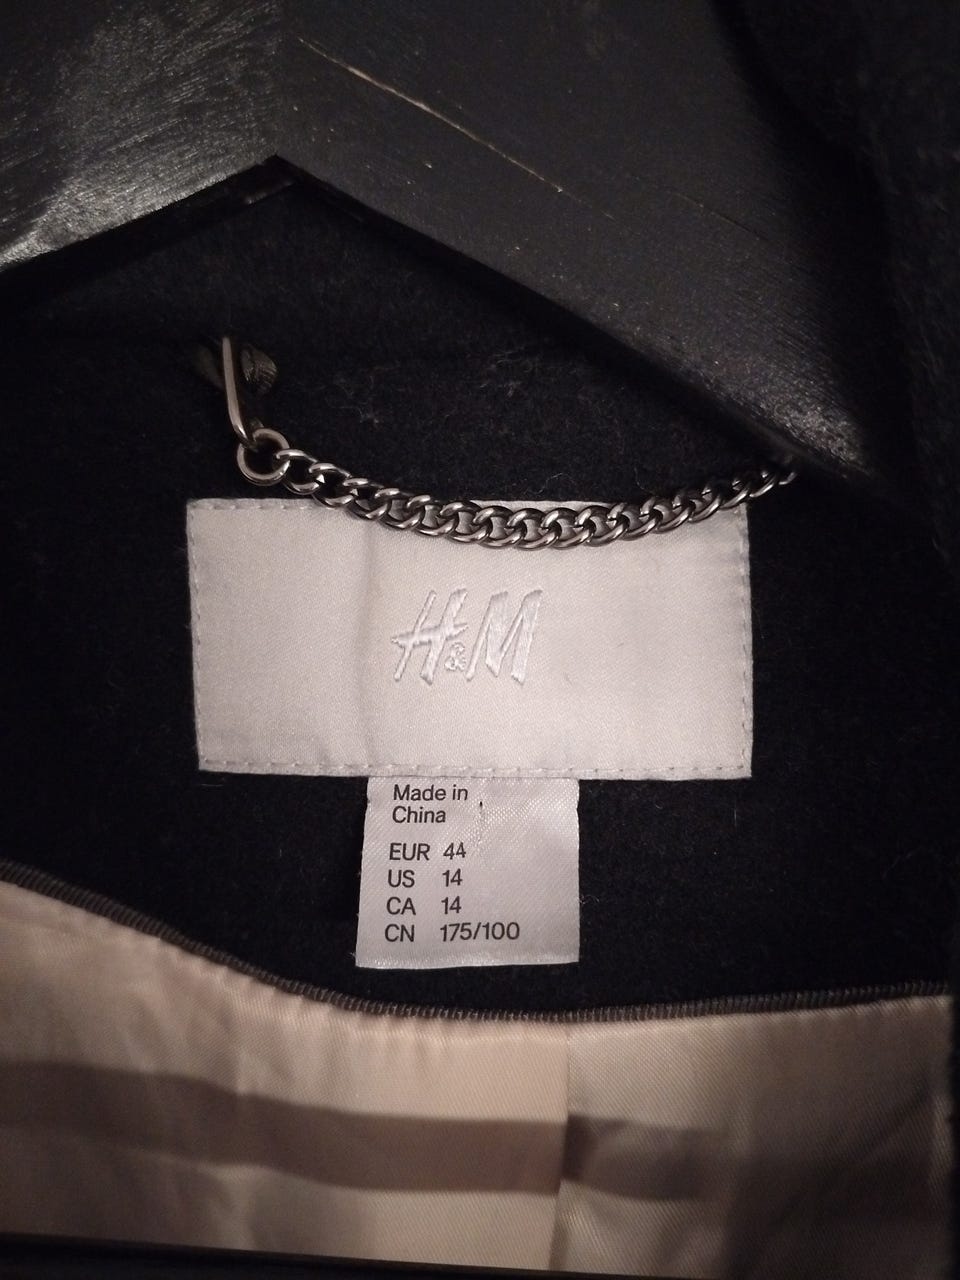 H&M
Made in
China
EUR 44
US 14
CA 14
CN 175/100